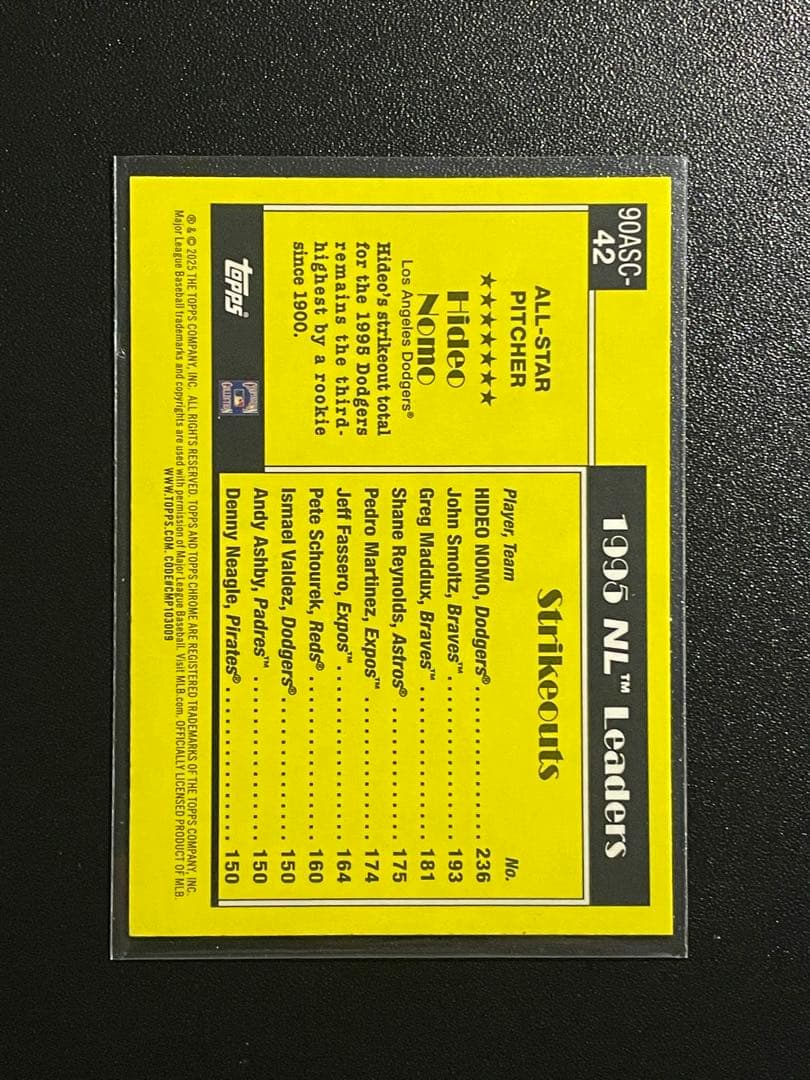 90ASC-
42
ALL-STAR
PITCHER
★★★★★★★
Hideo
Nomo
Los Angeles Dodgers®
Hideo's strikeout total
for the 1995 Dodgers
remains the third-
highest by a rookie
since 1900.
topps®
COOPERSTOWN
COLLECTION
1995 NL™ Leaders
Strikeouts
Player, Team No.
HIDEO NOMO, Dodgers® . . . . . . . . . . . . . . . 236
John Smoltz, Braves™ . . . . . . . . . . . . . . . 193
Greg Maddux, Braves™ . . . . . . . . . . . . . . 181
Shane Reynolds, Astros® . . . . . . . . . . . . 175
Pedro Martinez, Expos™ . . . . . . . . . . . . . 174
Jeff Fassero, Expos™ . . . . . . . . . . . . . . . 164
Pete Schourek, Reds® . . . . . . . . . . . . . . . 160
Ismael Valdez, Dodgers® . . . . . . . . . . . . 150
Andy Ashby, Padres™ . . . . . . . . . . . . . . . 150
Denny Neagle, Pirates® . . . . . . . . . . . . . 150
® & © 2025 THE TOPPS COMPANY, INC. ALL RIGHTS RESERVED. TOPPS AND TOPPS CHROME ARE REGISTERED TRADEMARKS OF THE TOPPS COMPANY, INC.
Major League Baseball trademarks and copyrights are used with permission of Major League Baseball. Visit MLB.com. OFFICIALLY LICENSED PRODUCT OF MLB.
WWW.TOPPS.COM. CODE#CMP103009